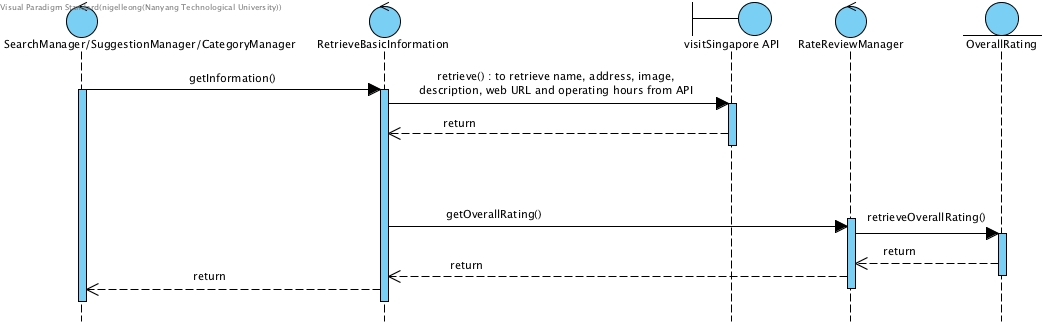 Visual Paradigm Standard(nigelleong(Nanyang Technological University))
SearchManager/SuggestionManager/CategoryManager
RetrieveBasicInformation
visitSingapore API
RateReviewManager
OverallRating
getInformation()
retrieve() : to retrieve name, address, image,
description, web URL and operating hours from API
return
getOverallRating()
retrieveOverallRating()
return
return
return